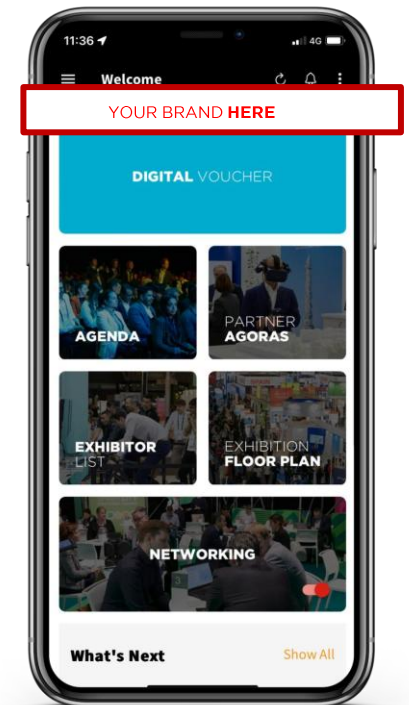 11:36
4G
Welcome
YOUR BRAND HERE
DIGITAL VOUCHER
AGENDA
PARTNER
AGORAS
EXHIBITOR
LIST
EXHIBITION
FLOOR PLAN
NETWORKING
What's Next
Show All